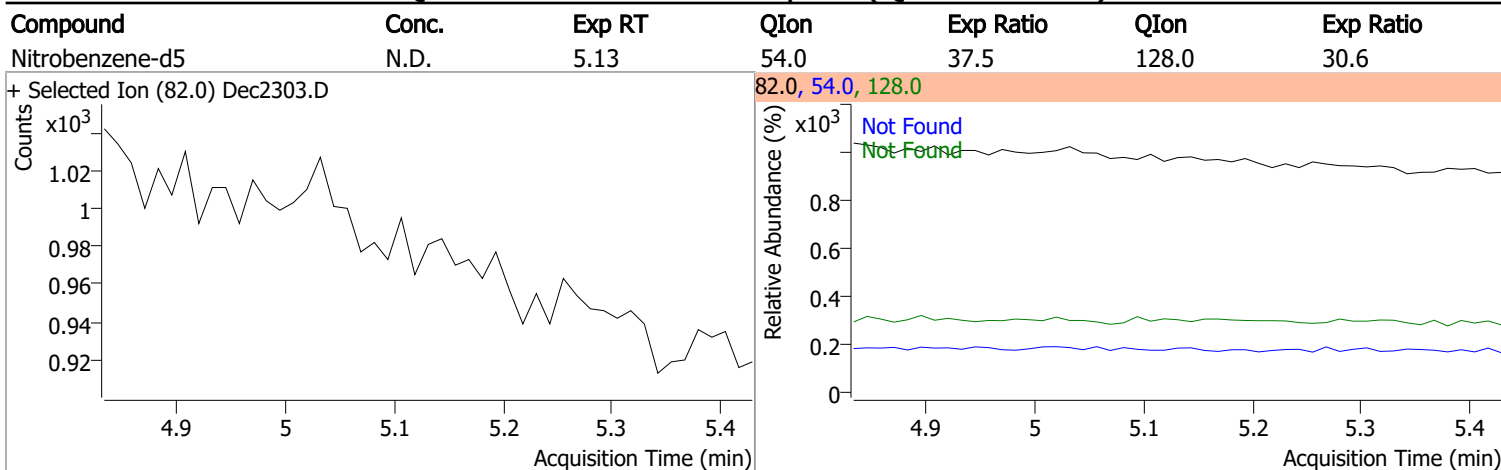 Compound Conc. Exp RT QIon Exp Ratio QIon Exp Ratio
Nitrobenzene-d5 N.D. 5.13 54.0 37.5 128.0 30.6
+ Selected Ion (82.0) Dec2303.D
Counts
x10³
1.02
1
0.98
0.96
0.94
0.92
4.9 5 5.1 5.2 5.3 5.4
Acquisition Time (min)
82.0, 54.0, 128.0
Relative Abundance (%)
x10³
Not Found
Not Found
0.8
0.6
0.4
0.2
0
4.9 5 5.1 5.2 5.3 5.4
Acquisition Time (min)